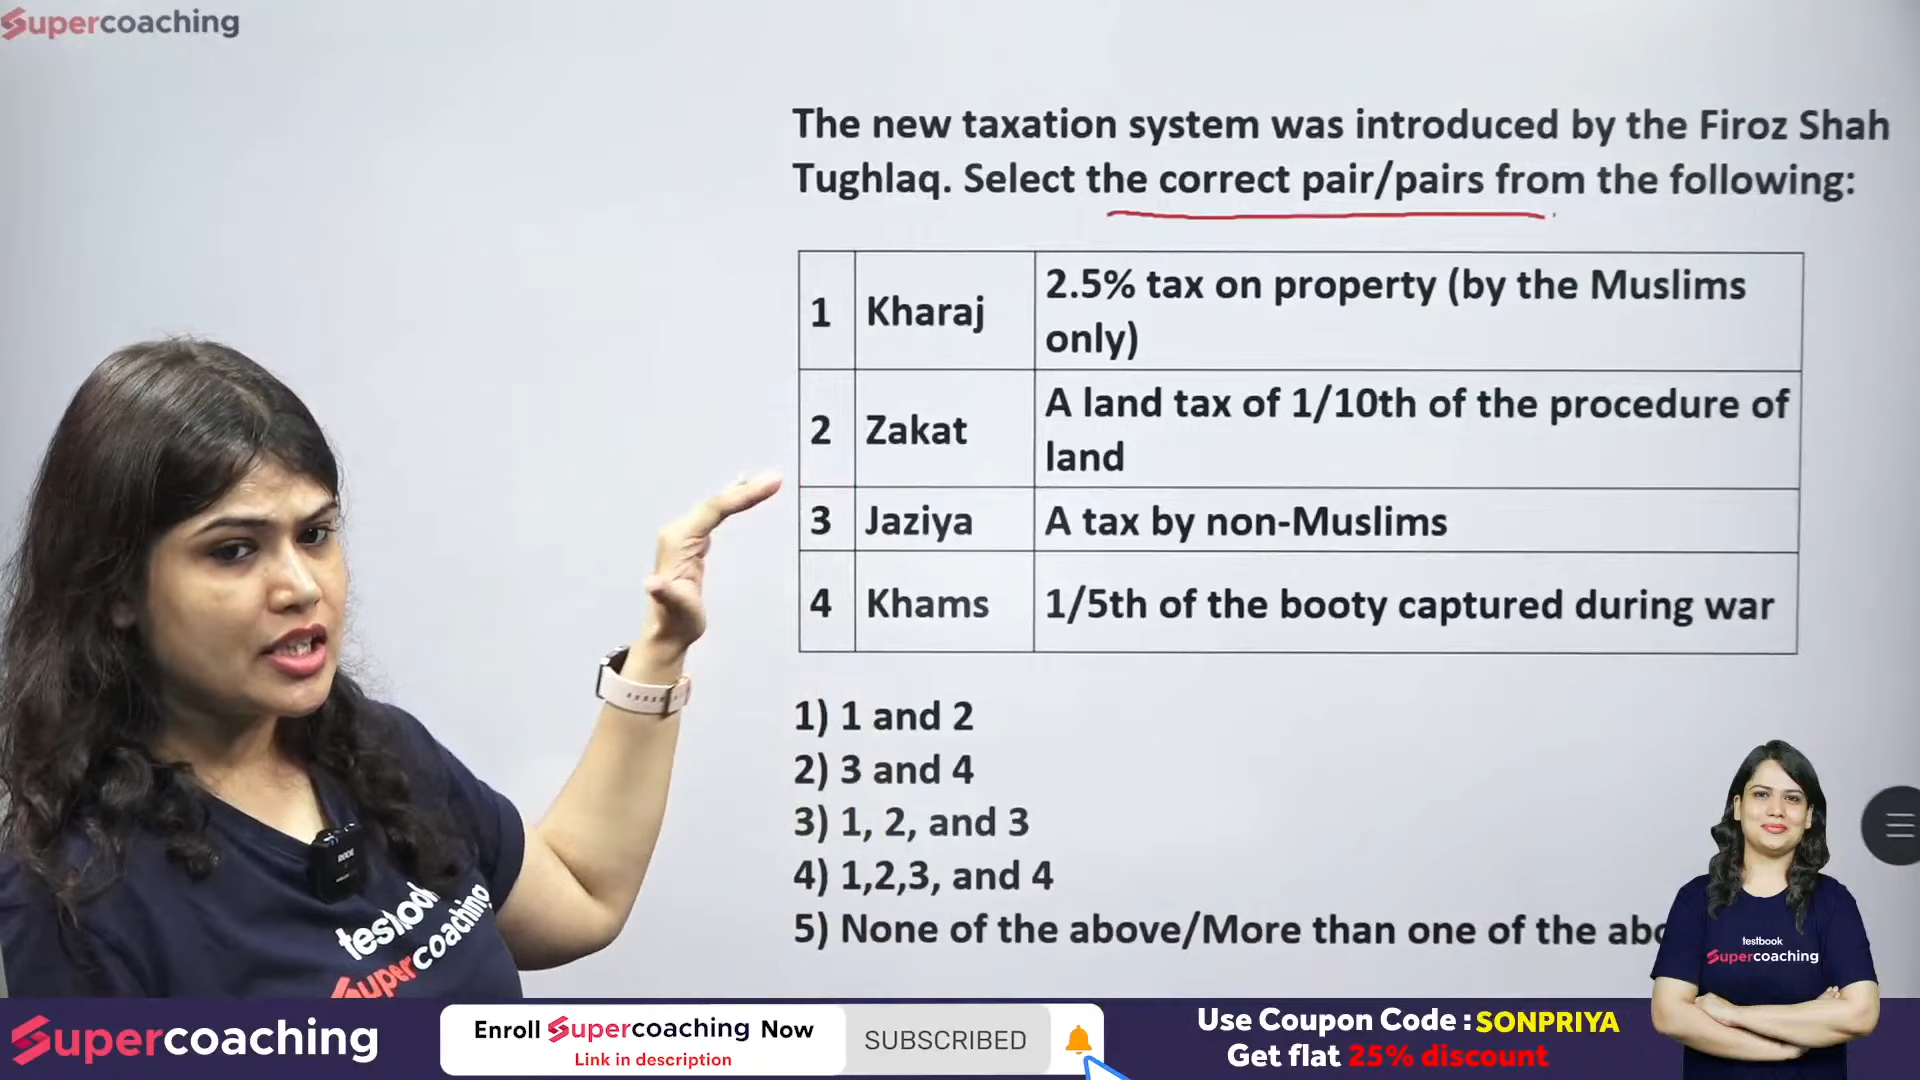 Supercoaching
The new taxation system was introduced by the Firoz Shah
Tughlaq. Select the correct pair/pairs from the following:
1 Kharaj 2.5% tax on property (by the Muslims
only)
2 Zakat A land tax of 1/10th of the procedure of
land
3 Jaziya A tax by non-Muslims
4 Khams 1/5th of the booty captured during war
1) 1 and 2
2) 3 and 4
3) 1, 2, and 3
4) 1,2,3, and 4
5) None of the above/More than one of the
testbook
Supercoaching
testbook
Supercoaching
Supercoaching
Enroll Supercoaching Now
Link in description
SUBSCRIBED
Use Coupon Code : SONPRIYA
Get flat 25% discount